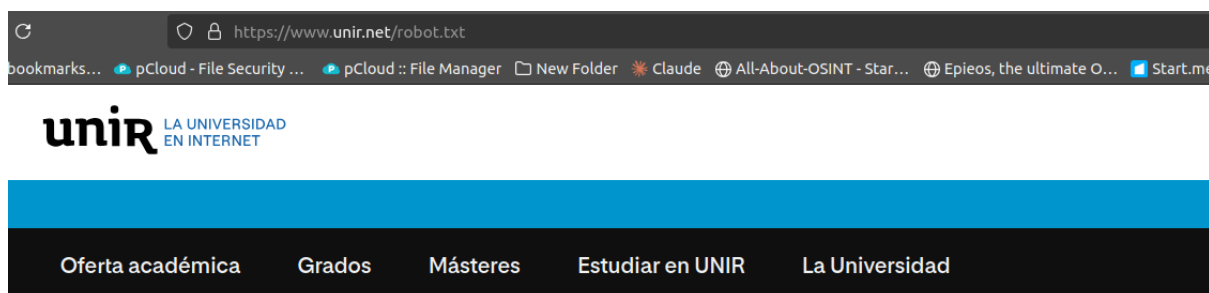 https://www.unir.net/robot.txt
bookmarks... pCloud - File Security ... pCloud :: File Manager New Folder Claude All-About-OSINT - Star... Epieos, the ultimate O... Start.me
unir LA UNIVERSIDAD
EN INTERNET
Oferta académica Grados Másteres Estudiar en UNIR La Universidad